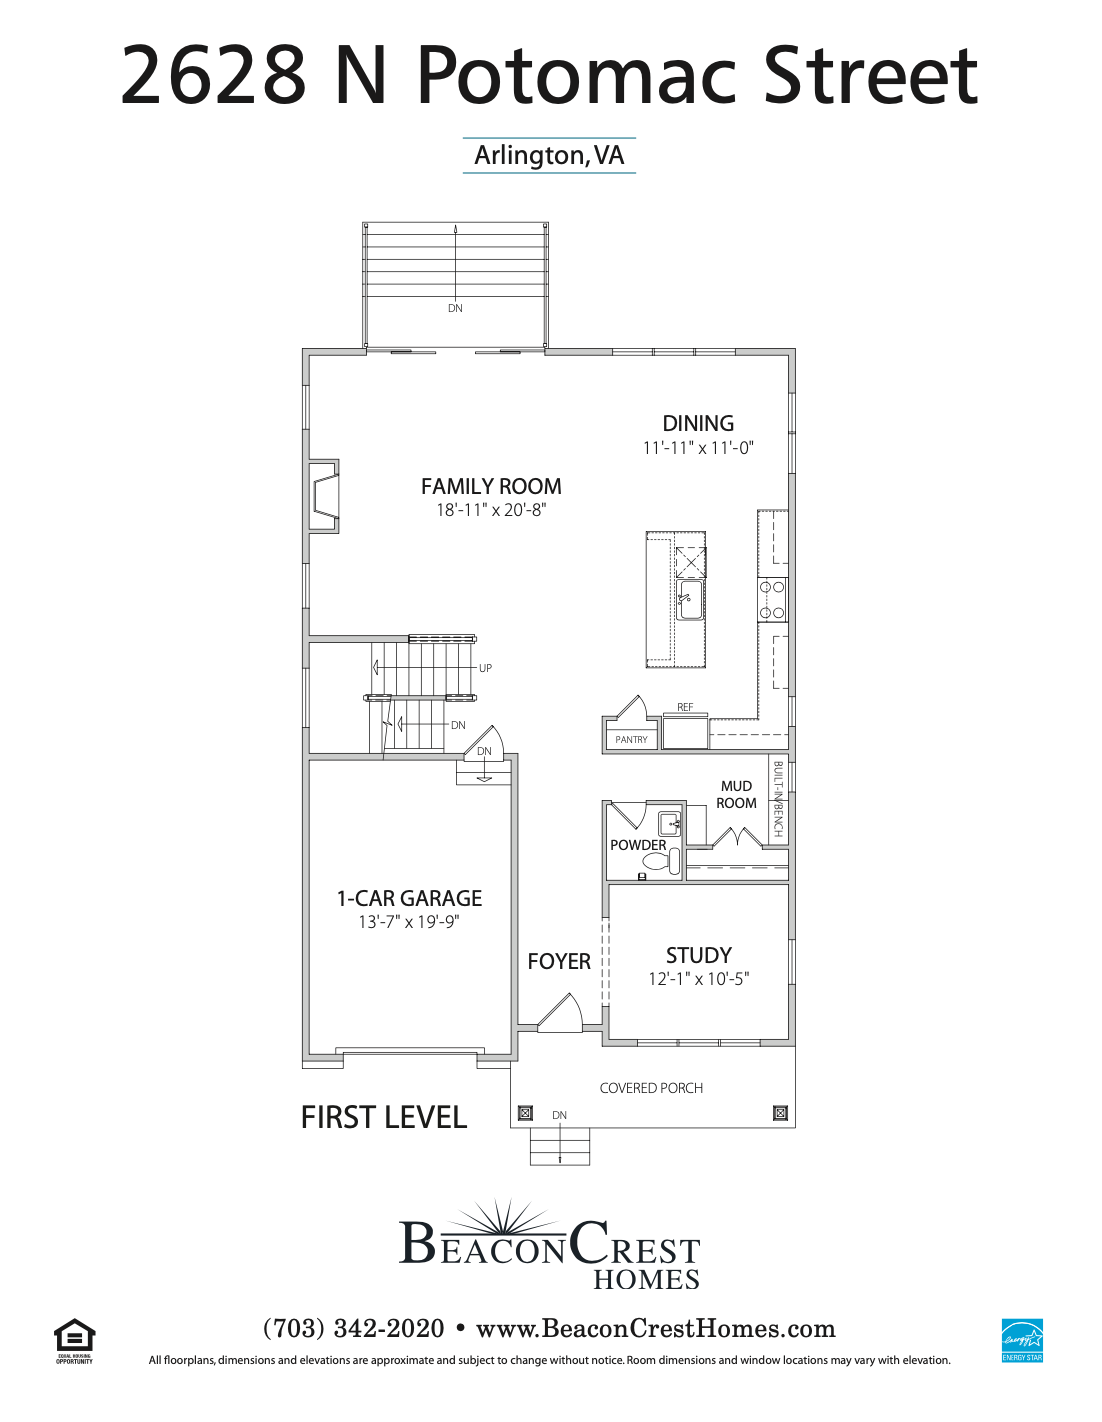 2628 N Potomac Street
Arlington, VA
DN
DINING
11'-11" x 11'-0"
FAMILY ROOM
18'-11" x 20'-8"
UP
REF
DN
PANTRY
DN
MUD
ROOM
BUILT-IN/BENCH
POWDER
1-CAR GARAGE
13'-7" x 19'-9"
FOYER
STUDY
12'-1" x 10'-5"
COVERED PORCH
FIRST LEVEL
DN
BEACONCREST
HOMES
(703) 342-2020 • www.BeaconCrestHomes.com
EQUAL HOUSING
OPPORTUNITY
energy
ENERGY STAR
All floorplans, dimensions and elevations are approximate and subject to change without notice. Room dimensions and window locations may vary with elevation.